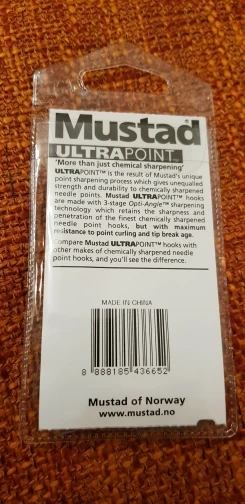 Mustad®
ULTRAPOINT™
'More than just chemical sharpening'
ULTRAPOINT™ is the result of Mustad's unique
point sharpening process which gives unequalled
strength and durability to chemically sharpened
needle points. Mustad ULTRAPOINT™ hooks
are made with 3-stage Opti-Angle™ sharpening
technology which retains the sharpness and
penetration of the finest chemically sharpened
needle point hooks, but with maximum
resistance to point curling and tip break age.
Compare Mustad ULTRAPOINT™ hooks with
other makes of chemically sharpened needle
point hooks, and you'll see the difference.
MADE IN CHINA
8 888185 436652
Mustad of Norway
www.mustad.no